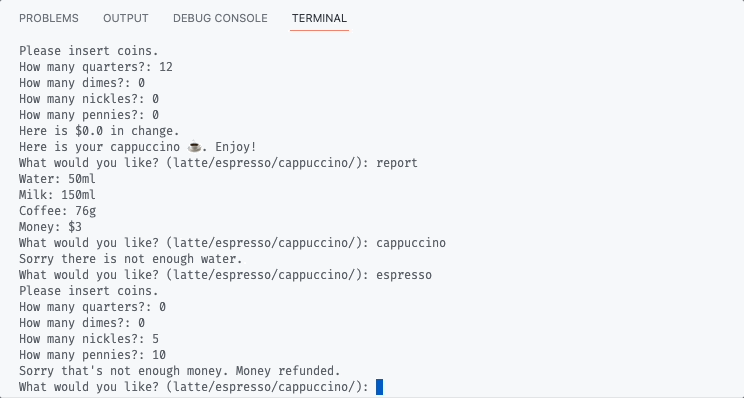 PROBLEMS OUTPUT DEBUG CONSOLE TERMINAL
Please insert coins.
How many quarters?: 12
How many dimes?: 0
How many nickles?: 0
How many pennies?: 0
Here is $0.0 in change.
Here is your cappuccino ☕. Enjoy!
What would you like? (latte/espresso/cappuccino/): report
Water: 50ml
Milk: 150ml
Coffee: 76g
Money: $3
What would you like? (latte/espresso/cappuccino/): cappuccino
Sorry there is not enough water.
What would you like? (latte/espresso/cappuccino/): espresso
Please insert coins.
How many quarters?: 0
How many dimes?: 0
How many nickles?: 5
How many pennies?: 10
Sorry that's not enough money. Money refunded.
What would you like? (latte/espresso/cappuccino/):